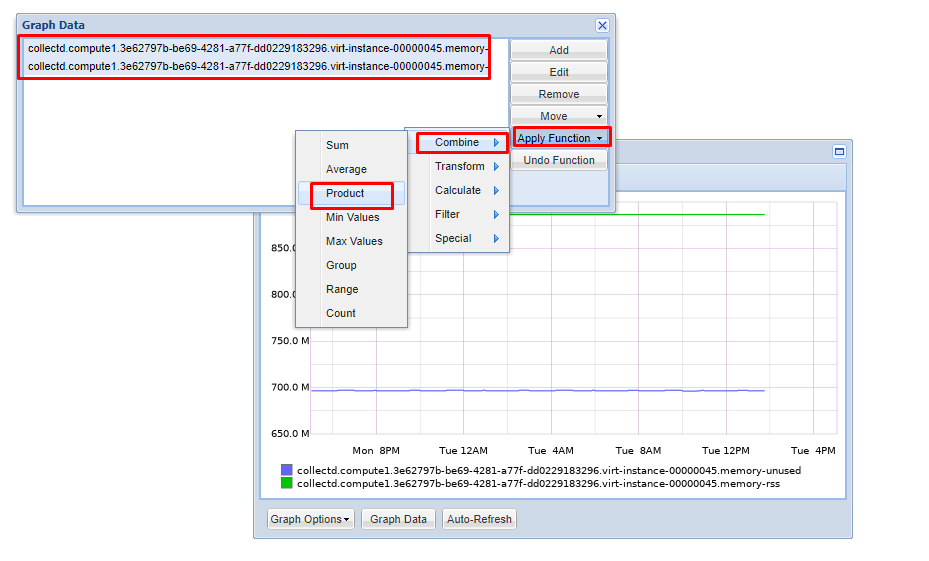 Graph Data
collectd.compute1.3e62797b-be69-4281-a77f-dd0229183296.virt-instance-00000045.memory-
collectd.compute1.3e62797b-be69-4281-a77f-dd0229183296.virt-instance-00000045.memory-
Add
Edit
Remove
Move
Apply Function
Undo Function
Combine
Transform
Calculate
Filter
Special
Sum
Average
Product
Min Values
Max Values
Group
Range
Count
850.
800.
750.0 M
700.0 M
650.0 M
Mon 8PM Tue 12AM Tue 4AM Tue 8AM Tue 12PM Tue 4PM
collectd.compute1.3e62797b-be69-4281-a77f-dd0229183296.virt-instance-00000045.memory-unused
collectd.compute1.3e62797b-be69-4281-a77f-dd0229183296.virt-instance-00000045.memory-rss
Graph Options Graph Data Auto-Refresh